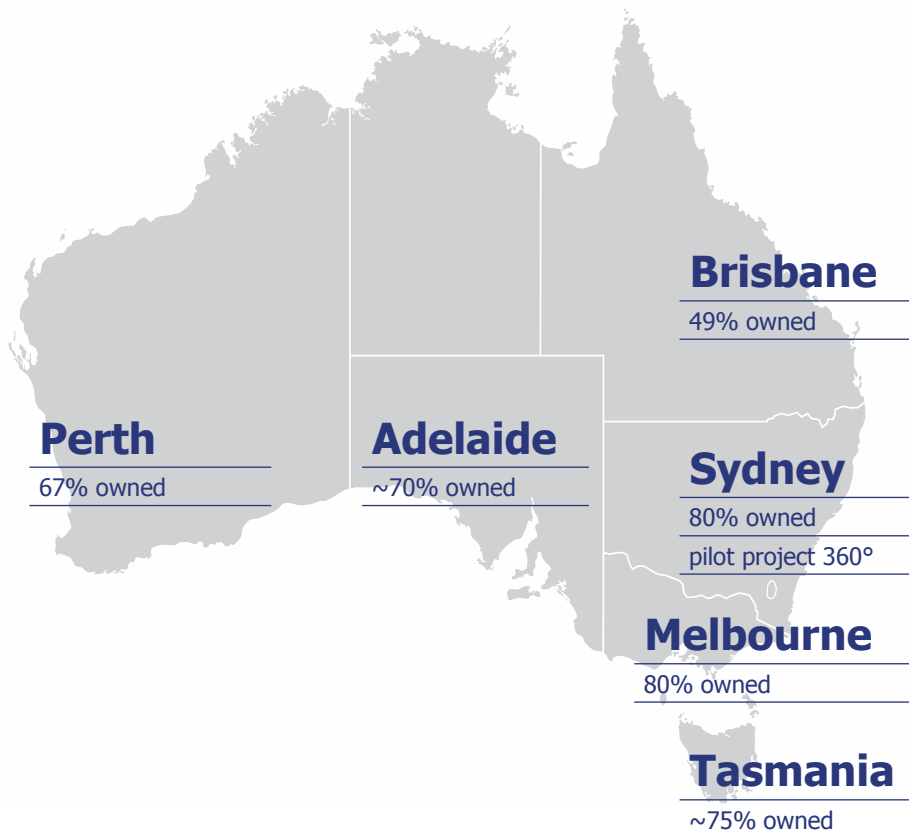 Brisbane
49% owned
Perth
67% owned
Adelaide
~70% owned
Sydney
80% owned
pilot project 360°
Melbourne
80% owned
Tasmania
~75% owned